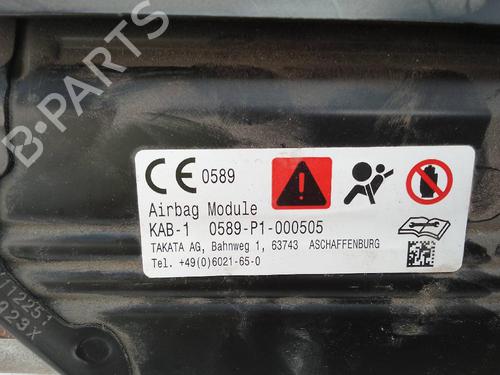 B-PARTS
CE 0589
Airbag Module
KAB-1 0589-P1-000505
TAKATA AG, Bahnweg 1, 63743 ASCHAFFENBURG
Tel. +49(0)6021-65-0
023X